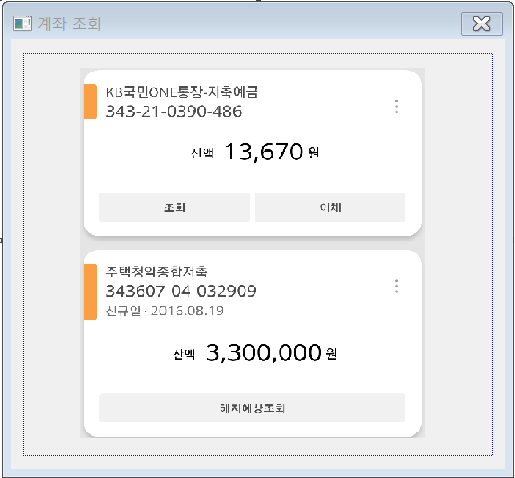 계좌 조회
KB국민ONE통장-저축예금
343-21-0390-486
잔액 13,670 원
조회 이체
주택청약종합저축
343607-04-032909
신규일 · 2016.08.19
잔액 3,300,000 원
해지예상조회